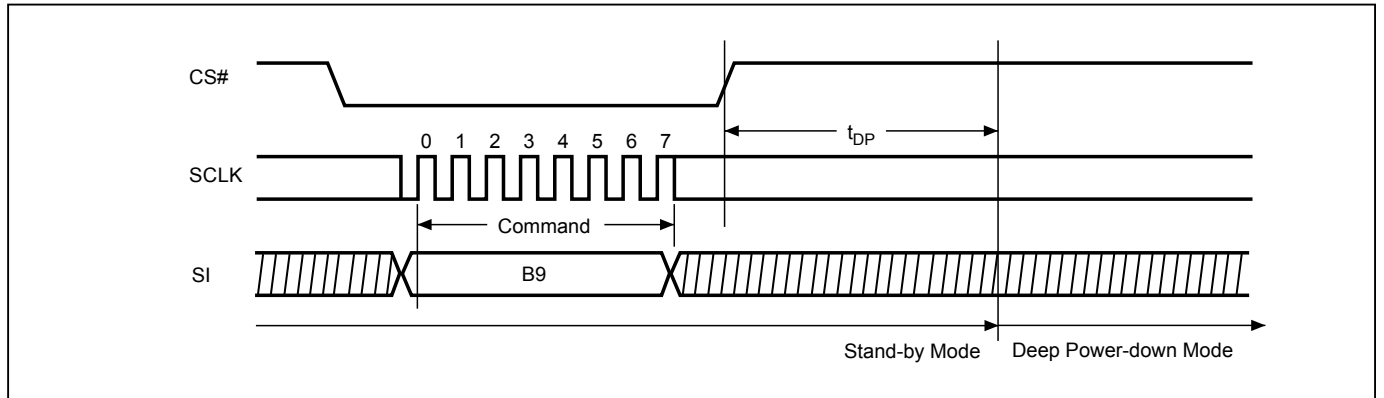 CS#
t_DP
0 1 2 3 4 5 6 7
SCLK
Command
SI
B9
Stand-by Mode Deep Power-down Mode